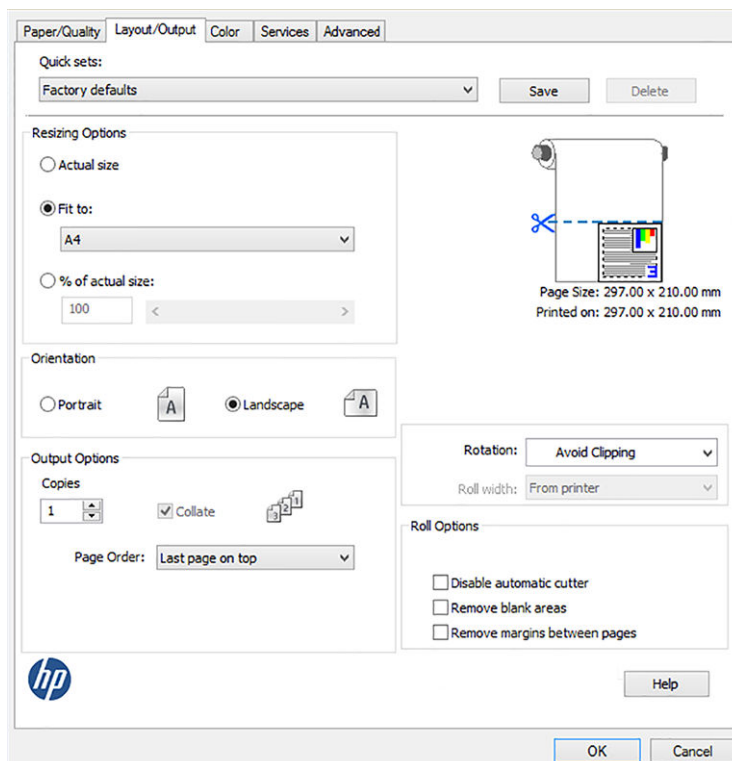 Paper/Quality Layout/Output Color Services Advanced
Quick sets:
Factory defaults
Save
Delete
Resizing Options
Actual size
Fit to:
A4
% of actual size:
100
Page Size: 297.00 x 210.00 mm
Printed on: 297.00 x 210.00 mm
Orientation
Portrait A Landscape A
Output Options
Copies
1 Collate 3 2 1
Page Order: Last page on top
Rotation: Avoid Clipping
Roll width: From printer
Roll Options
Disable automatic cutter
Remove blank areas
Remove margins between pages
hp
Help
OK Cancel